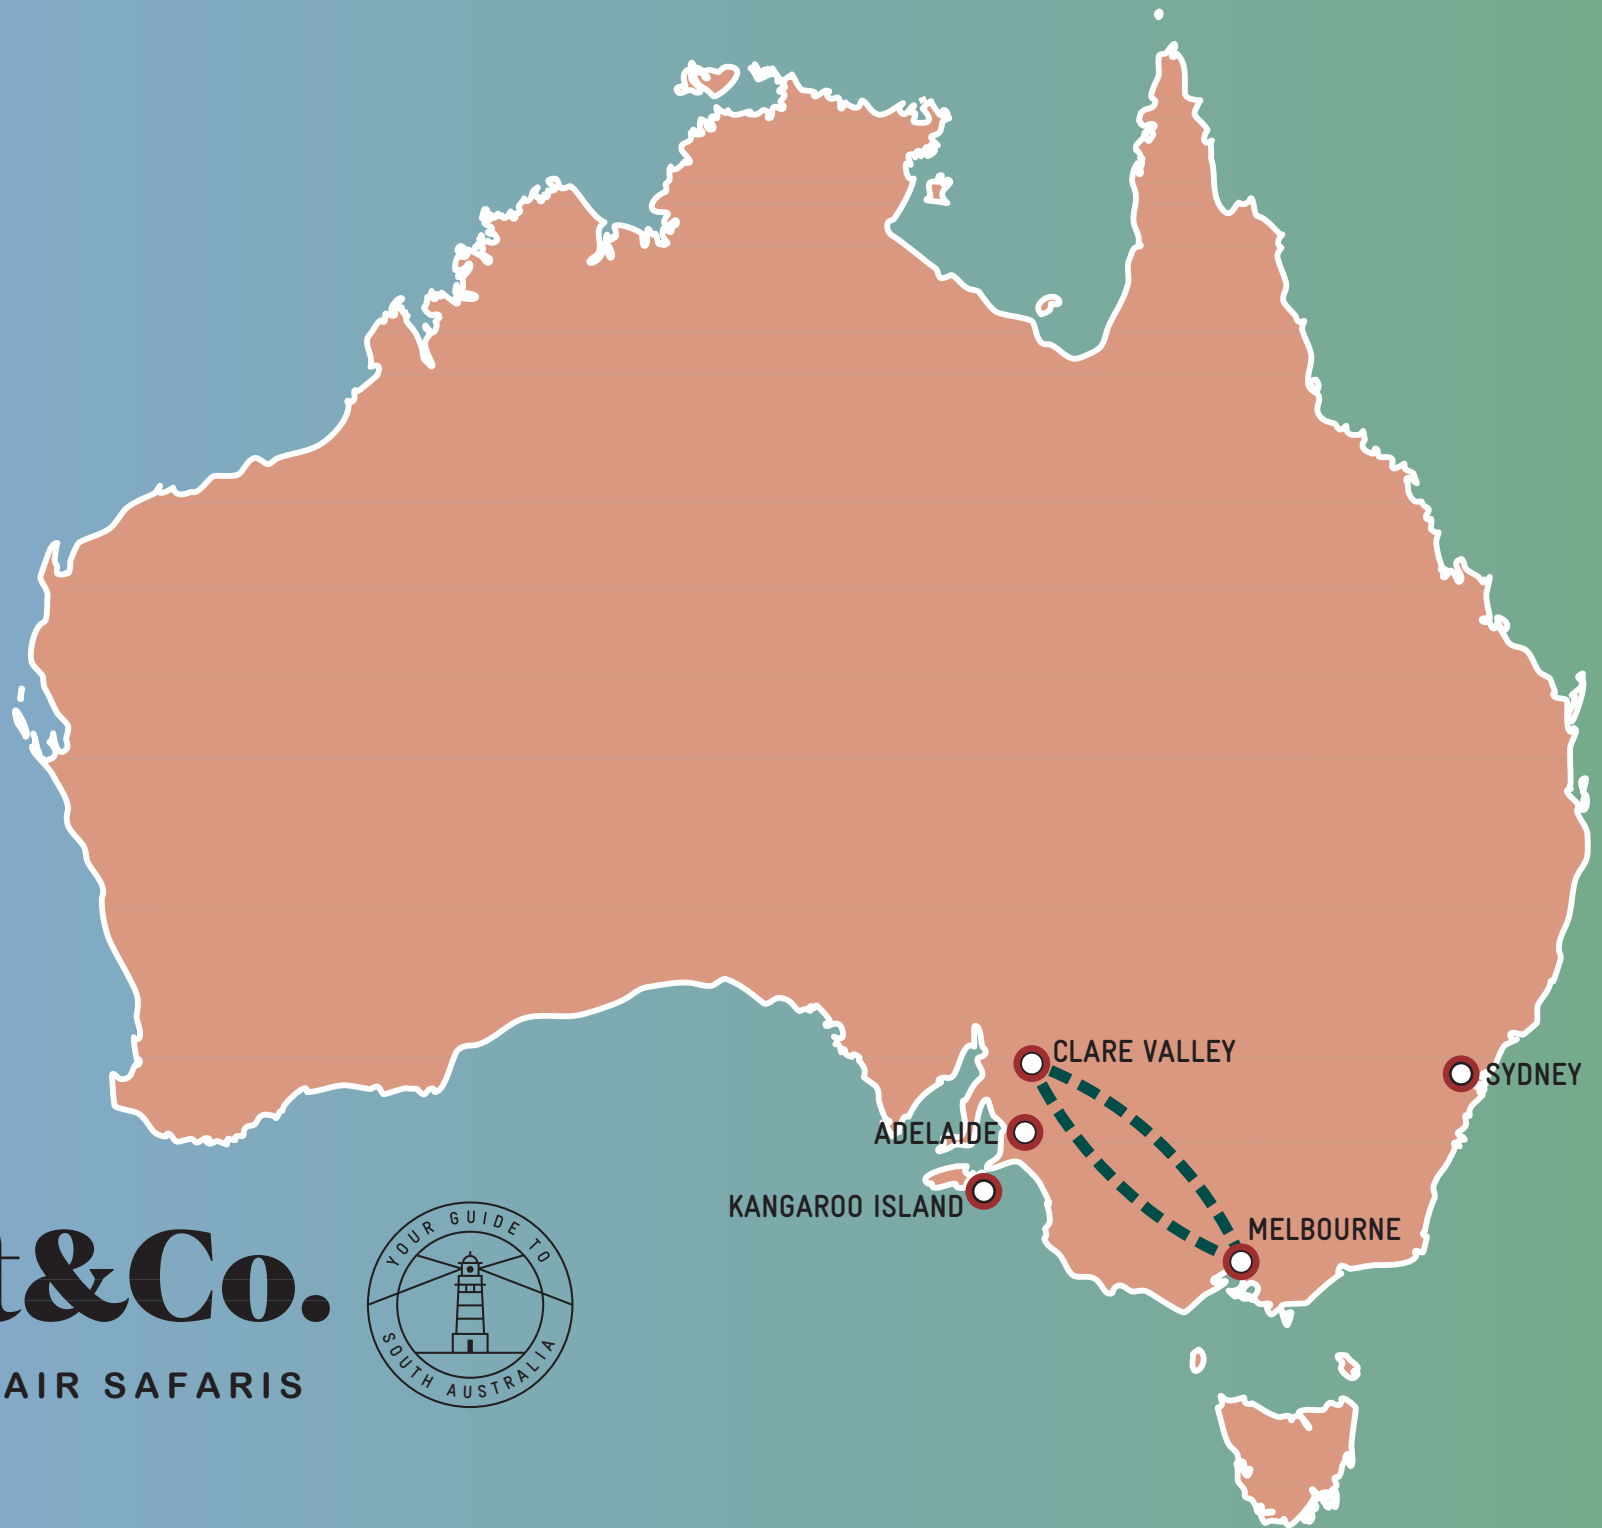 CLARE VALLEY
SYDNEY
ADELAIDE
KANGAROO ISLAND
MELBOURNE
&Co.
AIR SAFARIS
YOUR GUIDE TO
SOUTH AUSTRALIA